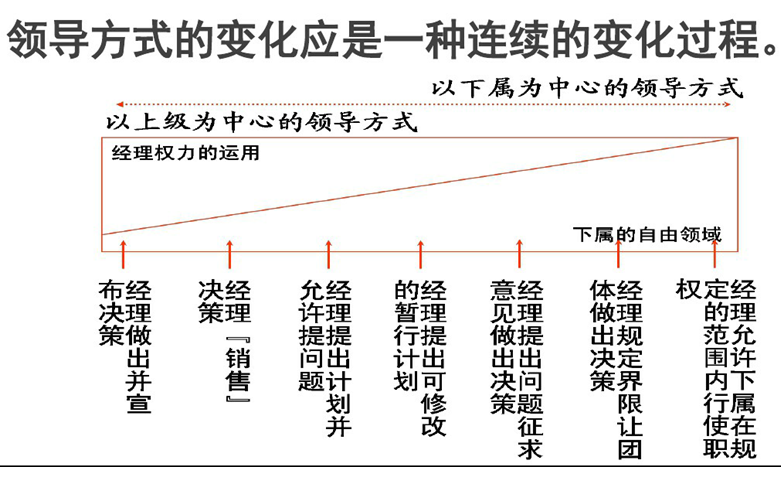 领导方式的变化应是一种连续的变化过程。
以下属为中心的领导方式
以上级为中心的领导方式
经理权力的运用
下属的自由领域
经理做出并宣
布决策
经理『销售』
决策
经理提出计划并
允许提问题
经理提出可修改
的暂行计划
经理提出问题征求
意见做出决策
经理规定界限让团
体做出决策
经理允许下属在规
定的范围内行使职
权